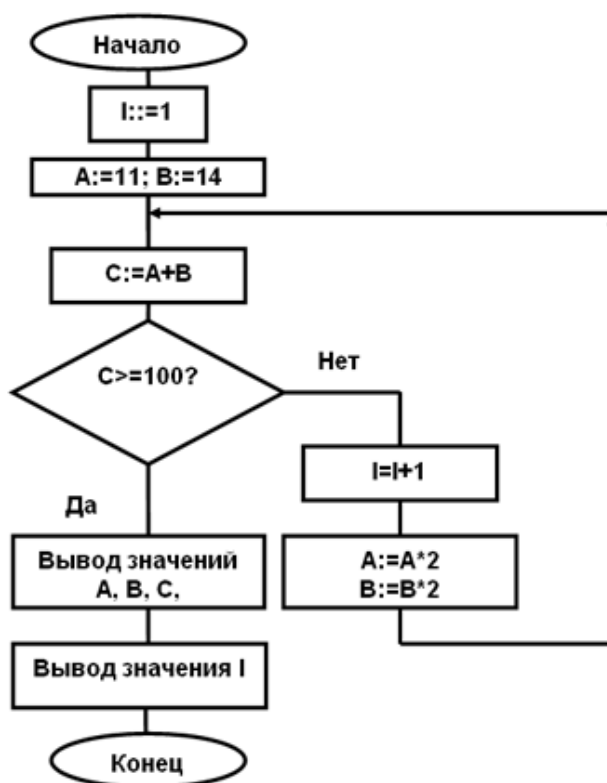 Начало
I::=1
A:=11; B:=14
C:=A+B
C>=100?
Нет
I=I+1
Да
Вывод значений
A, B, C,
A:=A*2
B:=B*2
Вывод значения I
Конец